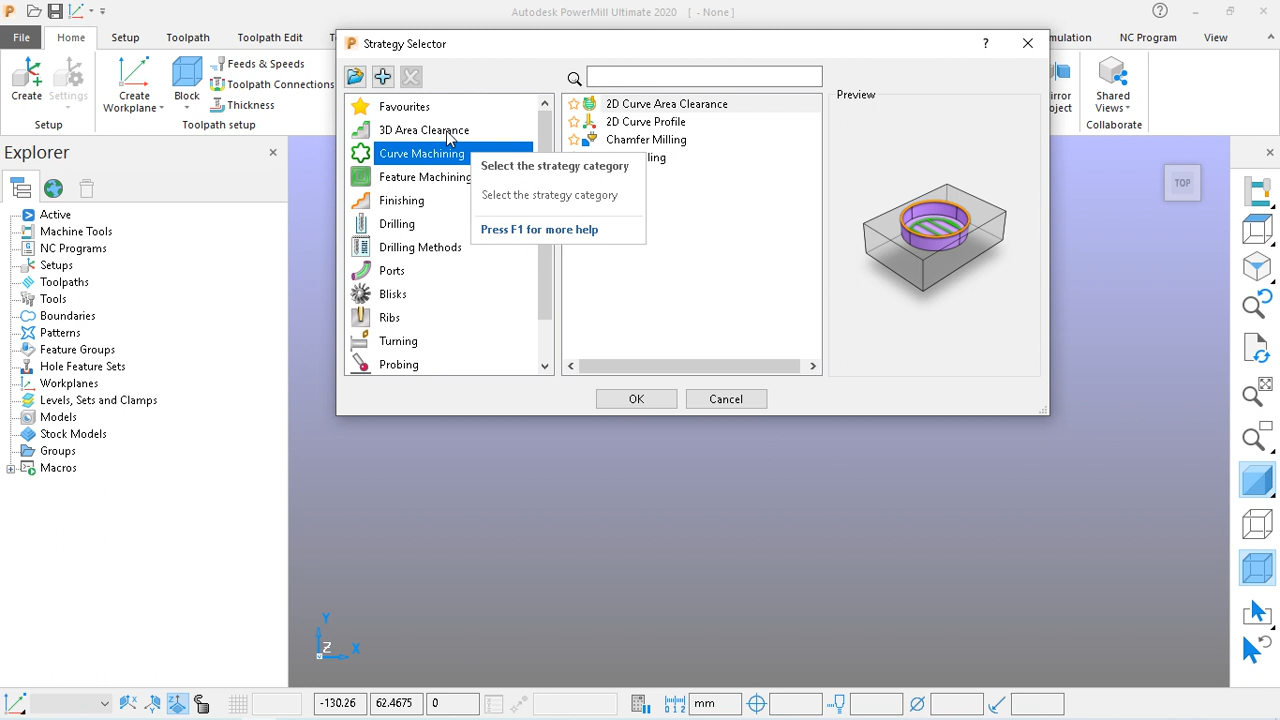 Autodesk PowerMill Ultimate 2020 [ - None ]
File Home Setup Toolpath Toolpath Edit NC Program View
Create
Settings
Setup
Create
Workplane
Block
Feeds & Speeds
Toolpath Connections
Thickness
Toolpath setup
Shared
Views
Collaborate
Strategy Selector
Favourites
3D Area Clearance
Curve Machining
Feature Machining
Finishing
Drilling
Drilling Methods
Ports
Blisks
Ribs
Turning
Probing
2D Curve Area Clearance
2D Curve Profile
Chamfer Milling
Select the strategy category
Select the strategy category
Press F1 for more help
Preview
OK
Cancel
Explorer
Active
Machine Tools
NC Programs
Setups
Toolpaths
Tools
Boundaries
Patterns
Feature Groups
Hole Feature Sets
Workplanes
Levels, Sets and Clamps
Models
Stock Models
Groups
Macros
TOP
Y
Z
X
-130.26 62.4675 0 mm